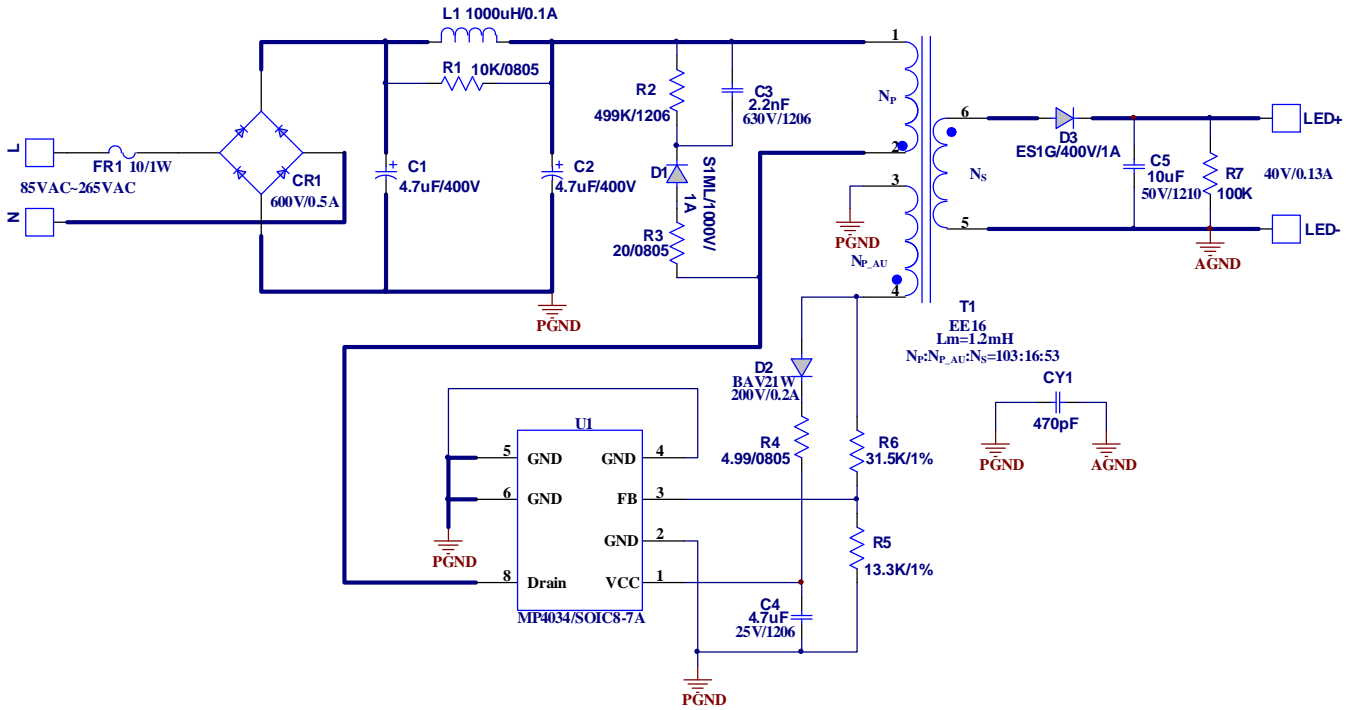 L1 1000uH/0.1A
R1 10K/0805
R2
499K/1206
C3
2.2nF
630V/1206
1
NP
2
3
NP_AU
4
6
NS
5
D3
ES1G/400V/1A
C5
10uF
50V/1210
R7
100K
LED+
40V/0.13A
LED-
AGND
L
FR1 10/1W
85VAC~265VAC
N
CR1
600V/0.5A
C1
4.7uF/400V
C2
4.7uF/400V
D1
S1ML/1000V/
1A
R3
20/0805
PGND
PGND
T1
EE16
Lm=1.2mH
NP:NP_AU:NS=103:16:53
D2
BAV21W
200V/0.2A
R4
4.99/0805
R6
31.5K/1%
R5
13.3K/1%
CY1
470pF
PGND
AGND
U1
5 GND GND 4
6 GND FB 3
GND 2
8 Drain VCC 1
MP4034/SOIC8-7A
PGND
C4
4.7uF
25V/1206
PGND